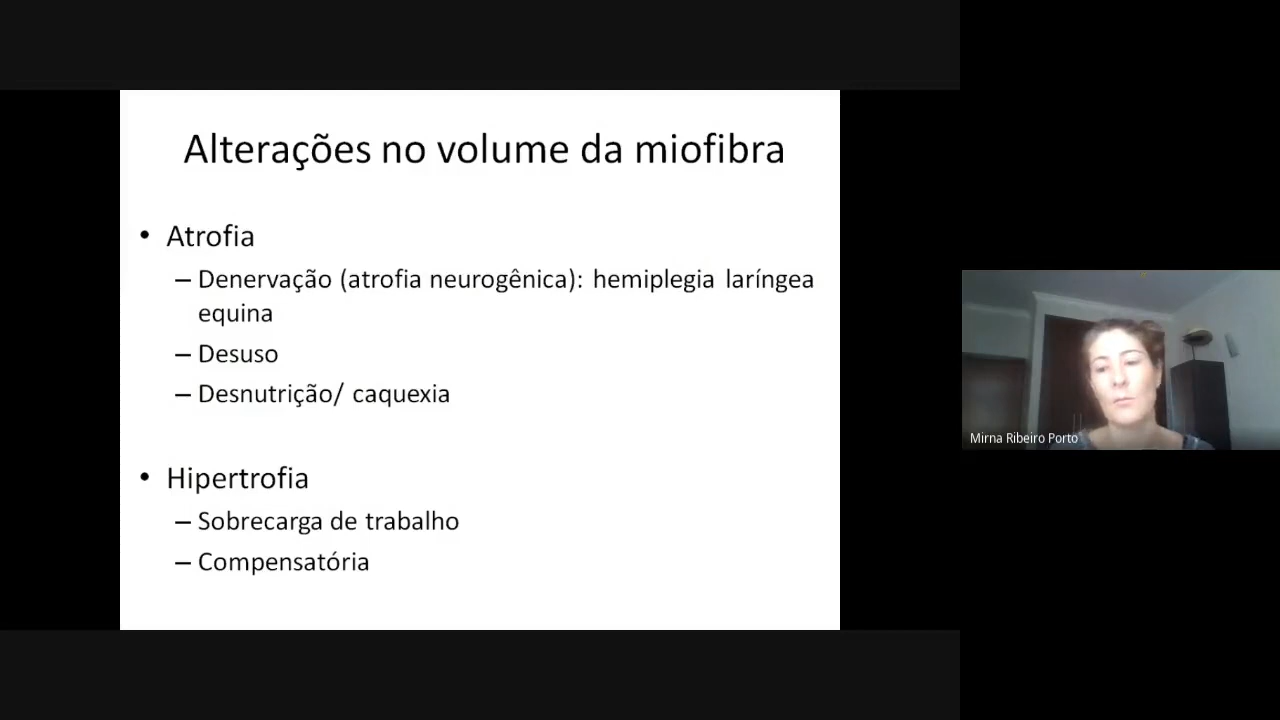 Alterações no volume da miofibra
• Atrofia
– Denervação (atrofia neurogênica): hemiplegia laríngea
equina
– Desuso
– Desnutrição/ caquexia
• Hipertrofia
– Sobrecarga de trabalho
– Compensatória
Mirna Ribeiro Porto